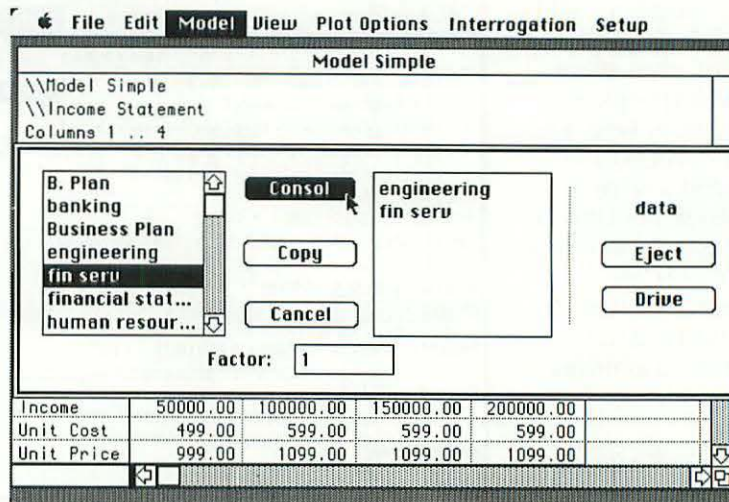 File Edit Model View Plot Options Interrogation Setup
Model Simple
\\Model Simple
\\Income Statement
Columns 1 .. 4
B. Plan
banking
Business Plan
engineering
fin serv
financial stat...
human resour...
Consol
Copy
Cancel
engineering
fin serv
data
Eject
Drive
Factor: 1
Income 50000.00 100000.00 150000.00 200000.00
Unit Cost 499.00 599.00 599.00 599.00
Unit Price 999.00 1099.00 1099.00 1099.00